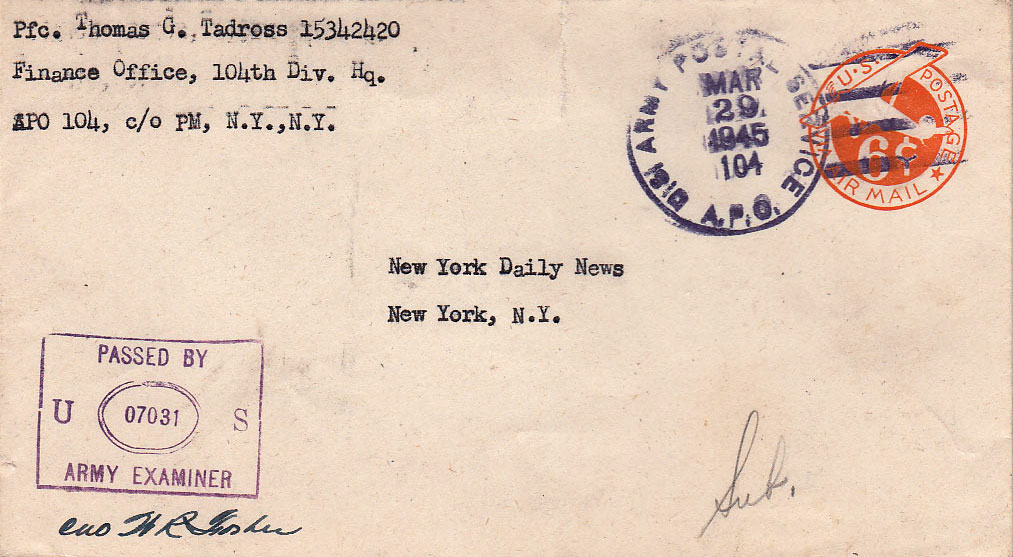 Pfc. Thomas G. Tadross 15342420
Finance Office, 104th Div. Hq.
APO 104, c/o PM, N.Y.,N.Y.
ARMY POSTAL SERVICE
MAR
29
1945
104
A.P.O.
U.S. POSTAGE
6¢
AIR MAIL
New York Daily News
New York, N.Y.
PASSED BY
U 07031 S
ARMY EXAMINER
Sub.